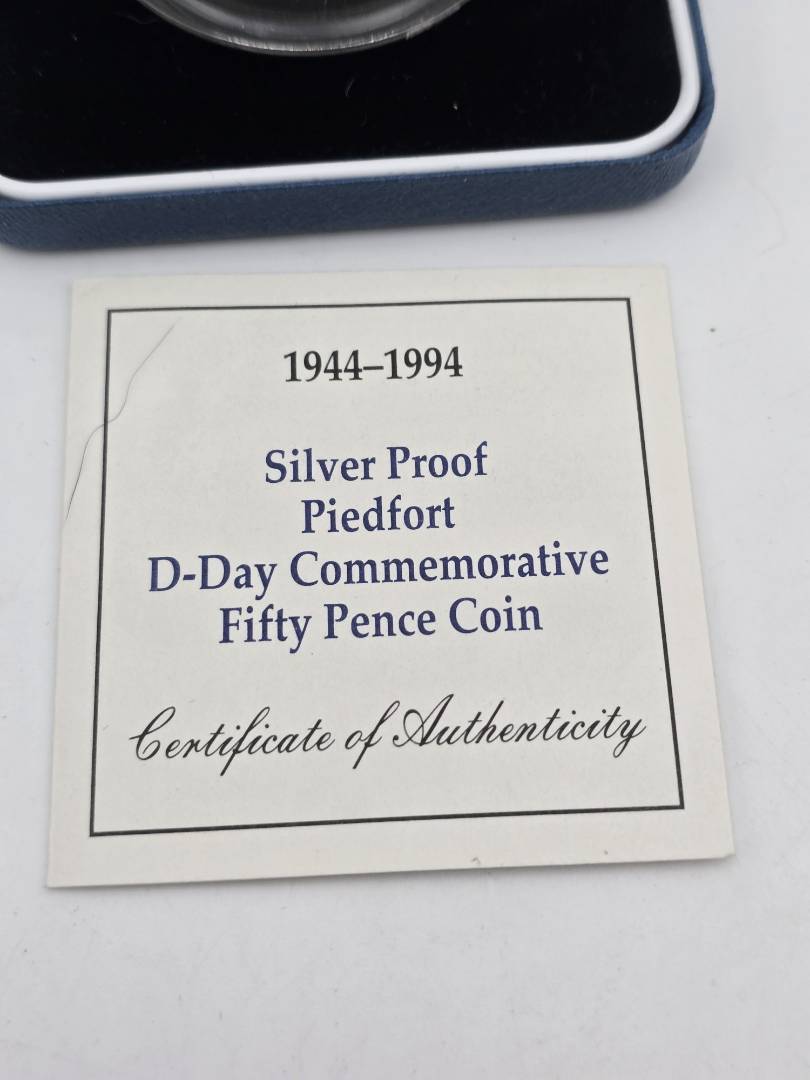 1944–1994
Silver Proof
Piedfort
D-Day Commemorative
Fifty Pence Coin
Certificate of Authenticity